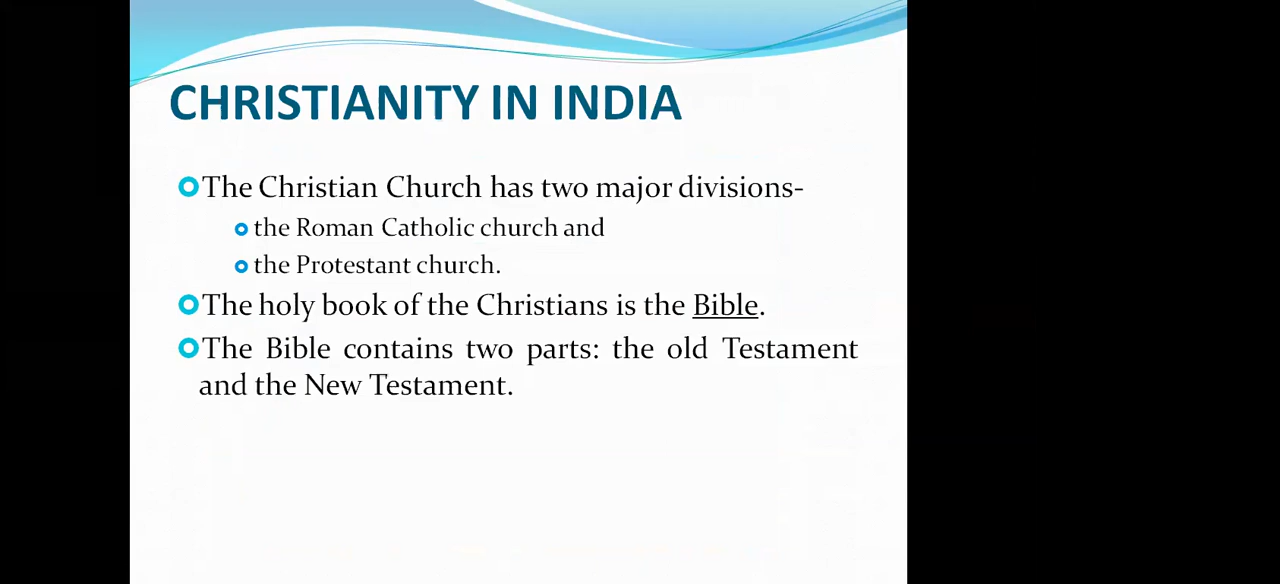 CHRISTIANITY IN INDIA
The Christian Church has two major divisions-
the Roman Catholic church and
the Protestant church.
The holy book of the Christians is the Bible.
The Bible contains two parts: the old Testament
and the New Testament.